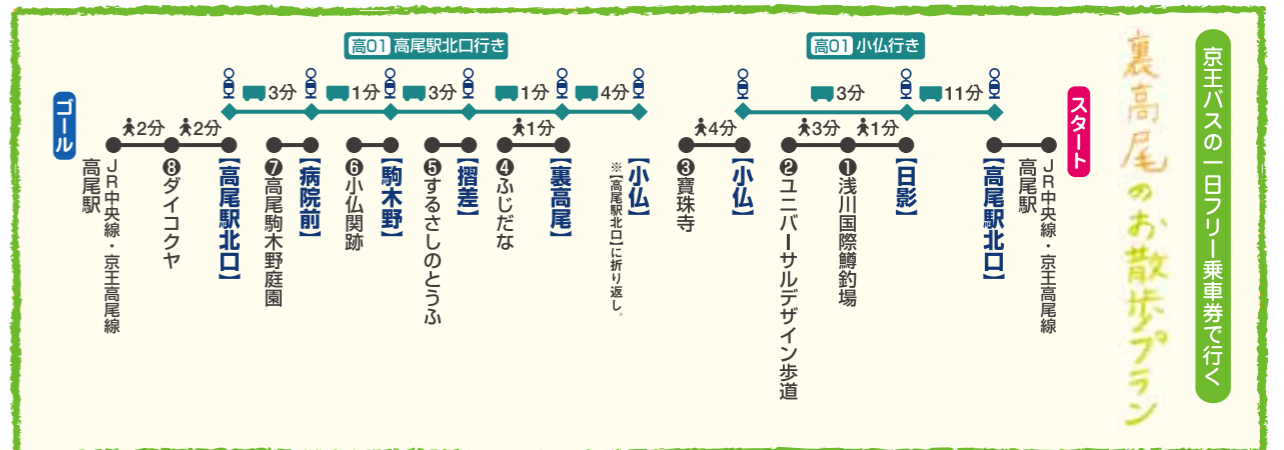 京王バスの一日フリー乗車券で行く
裏高尾のお散歩プラン
スタート
JR中央線・京王高尾線
高尾駅
【高尾駅北口】
高01 小仏行き
11分
【日影】
1分
❶浅川国際鱒釣場
3分
❷ユニバーサルデザイン歩道
3分
【小仏】
4分
❸寶珠寺
高01 高尾駅北口行き
【小仏】
※【高尾駅北口】に折り返し。
4分
【裏高尾】
1分
❹ふじだな
1分
【摺差】
❺するさしのとうふ
3分
【駒木野】
❻小仏関跡
1分
【病院前】
❼高尾駒木野庭園
3分
【高尾駅北口】
2分
❽ダイコクヤ
2分
JR中央線・京王高尾線
高尾駅
ゴール